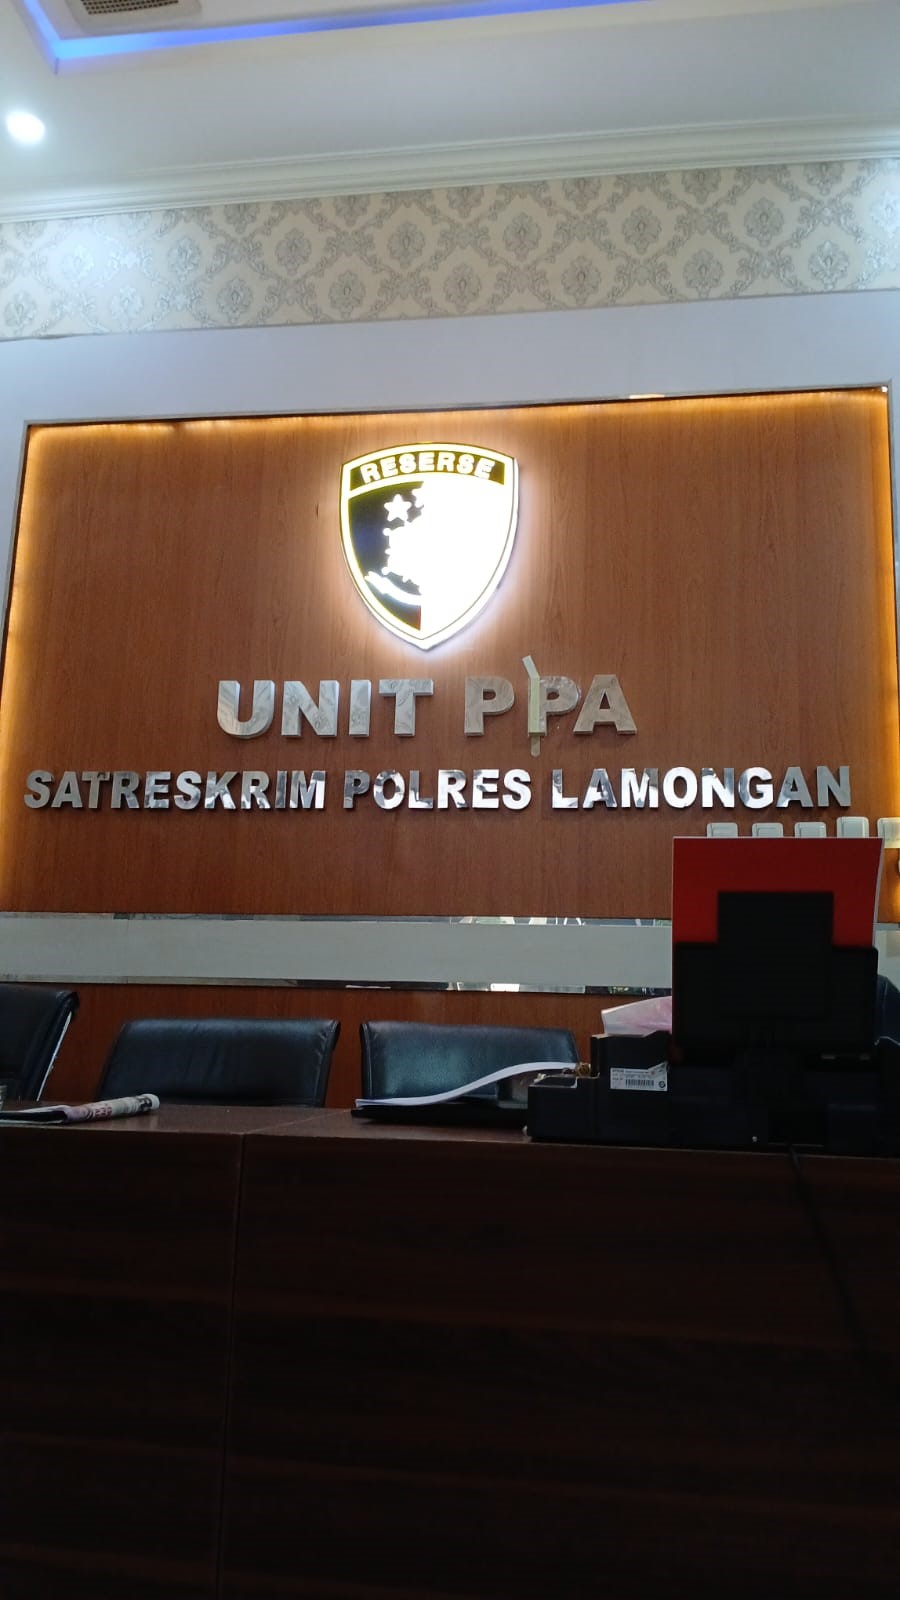 RESERSE
UNIT PPA
SATRESKRIM POLRES LAMONGAN